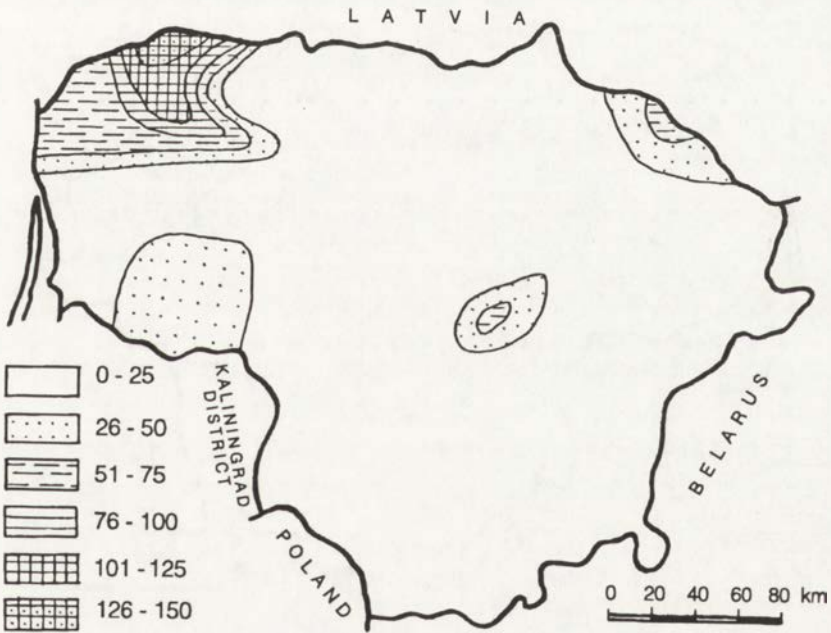 LATVIA
0 - 25
26 - 50
51 - 75
76 - 100
101 - 125
126 - 150
KALININGRAD
DISTRICT
POLAND
BELARUS
0 20 40 60 80 km